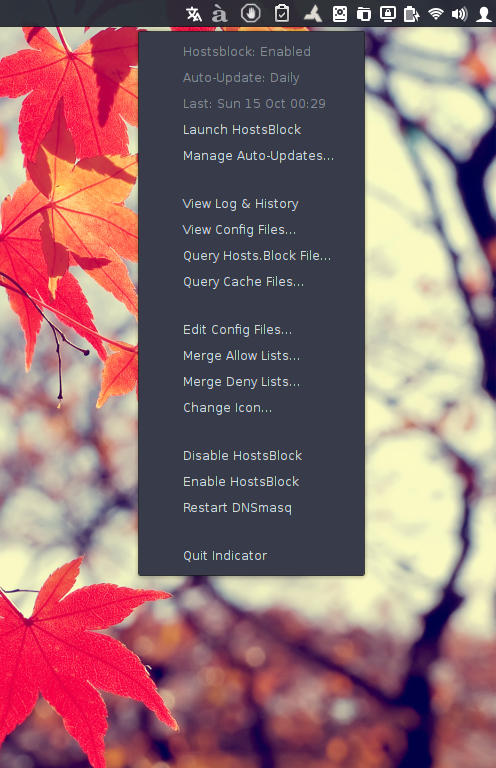 à
Hostsblock: Enabled
Auto-Update: Daily
Last: Sun 15 Oct 00:29
Launch HostsBlock
Manage Auto-Updates...
View Log & History
View Config Files...
Query Hosts.Block File...
Query Cache Files...
Edit Config Files...
Merge Allow Lists...
Merge Deny Lists...
Change Icon...
Disable HostsBlock
Enable HostsBlock
Restart DNSmasq
Quit Indicator